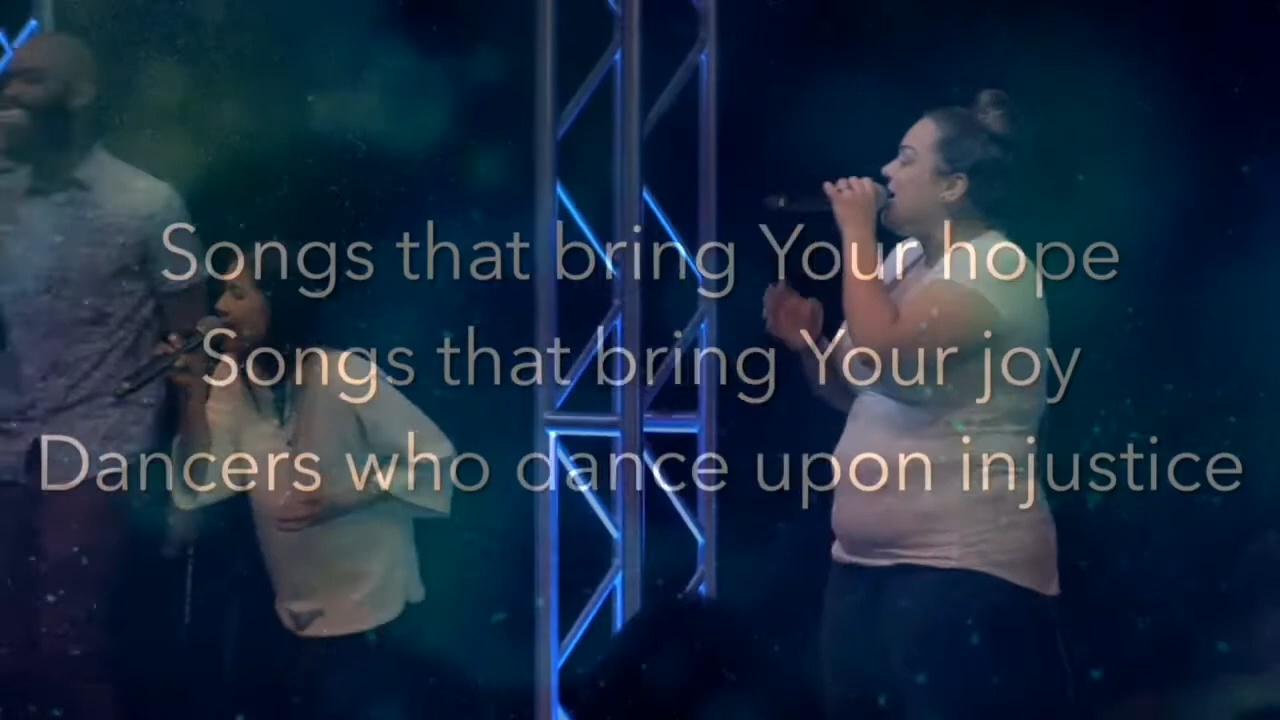 Songs that bring Your hope
Songs that bring Your joy
Dancers who dance upon injustice